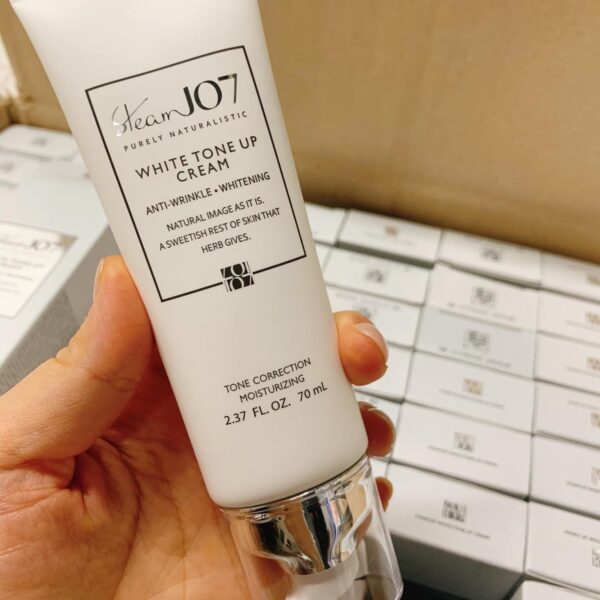 SteamJO7
PURELY NATURALISTIC
WHITE TONE UP
CREAM
ANTI-WRINKLE • WHITENING
NATURAL IMAGE AS IT IS.
A SWEETISH REST OF SKIN THAT
HERB GIVES.
TONE CORRECTION
MOISTURIZING
2.37 FL. OZ. 70 mL